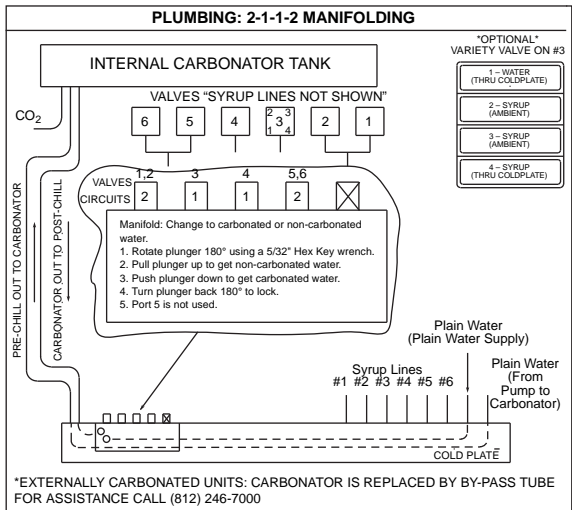 PLUMBING: 2-1-1-2 MANIFOLDING
*OPTIONAL*
VARIETY VALVE ON #3
INTERNAL CARBONATOR TANK
1 – WATER
(THRU COLDPLATE)
2 – SYRUP
(AMBIENT)
3 – SYRUP
(AMBIENT)
4 – SYRUP
(THRU COLDPLATE)
CO2
VALVES "SYRUP LINES NOT SHOWN"
6 5 4 2 3 3 1 4 2 1
VALVES 1,2 3 4 5,6
CIRCUITS 2 1 1 2
Manifold: Change to carbonated or non-carbonated
water.
1. Rotate plunger 180° using a 5/32" Hex Key wrench.
2. Pull plunger up to get non-carbonated water.
3. Push plunger down to get carbonated water.
4. Turn plunger back 180° to lock.
5. Port 5 is not used.
PRE-CHILL OUT TO CARBONATOR
CARBONATOR OUT TO POST-CHILL
Plain Water
(Plain Water Supply)
Plain Water
(From
Pump to
Carbonator)
Syrup Lines
#1 #2 #3 #4 #5 #6
COLD PLATE
*EXTERNALLY CARBONATED UNITS: CARBONATOR IS REPLACED BY BY-PASS TUBE
FOR ASSISTANCE CALL (812) 246-7000